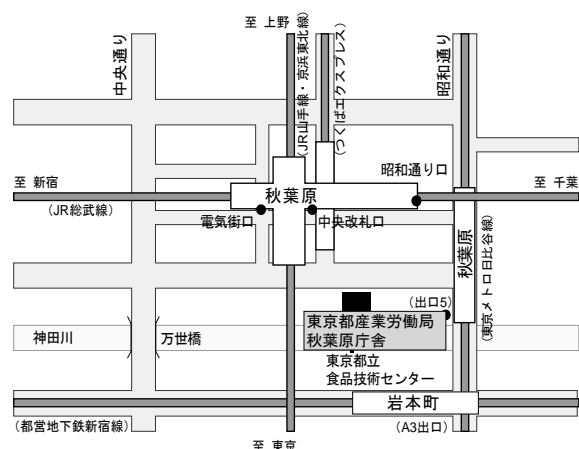 至 上野
中央通り
(JR山手線・京浜東北線)
(つくばエクスプレス)
昭和通り
昭和通り口
至 新宿
秋葉原
至 千葉
(JR総武線)
電気街口
中央改札口
秋葉原
(東京メトロ日比谷線)
(出口5)
東京都産業労働局
秋葉原庁舎
神田川
万世橋
東京都立
食品技術センター
岩本町
(都営地下鉄新宿線)
(A3出口)
至 東京